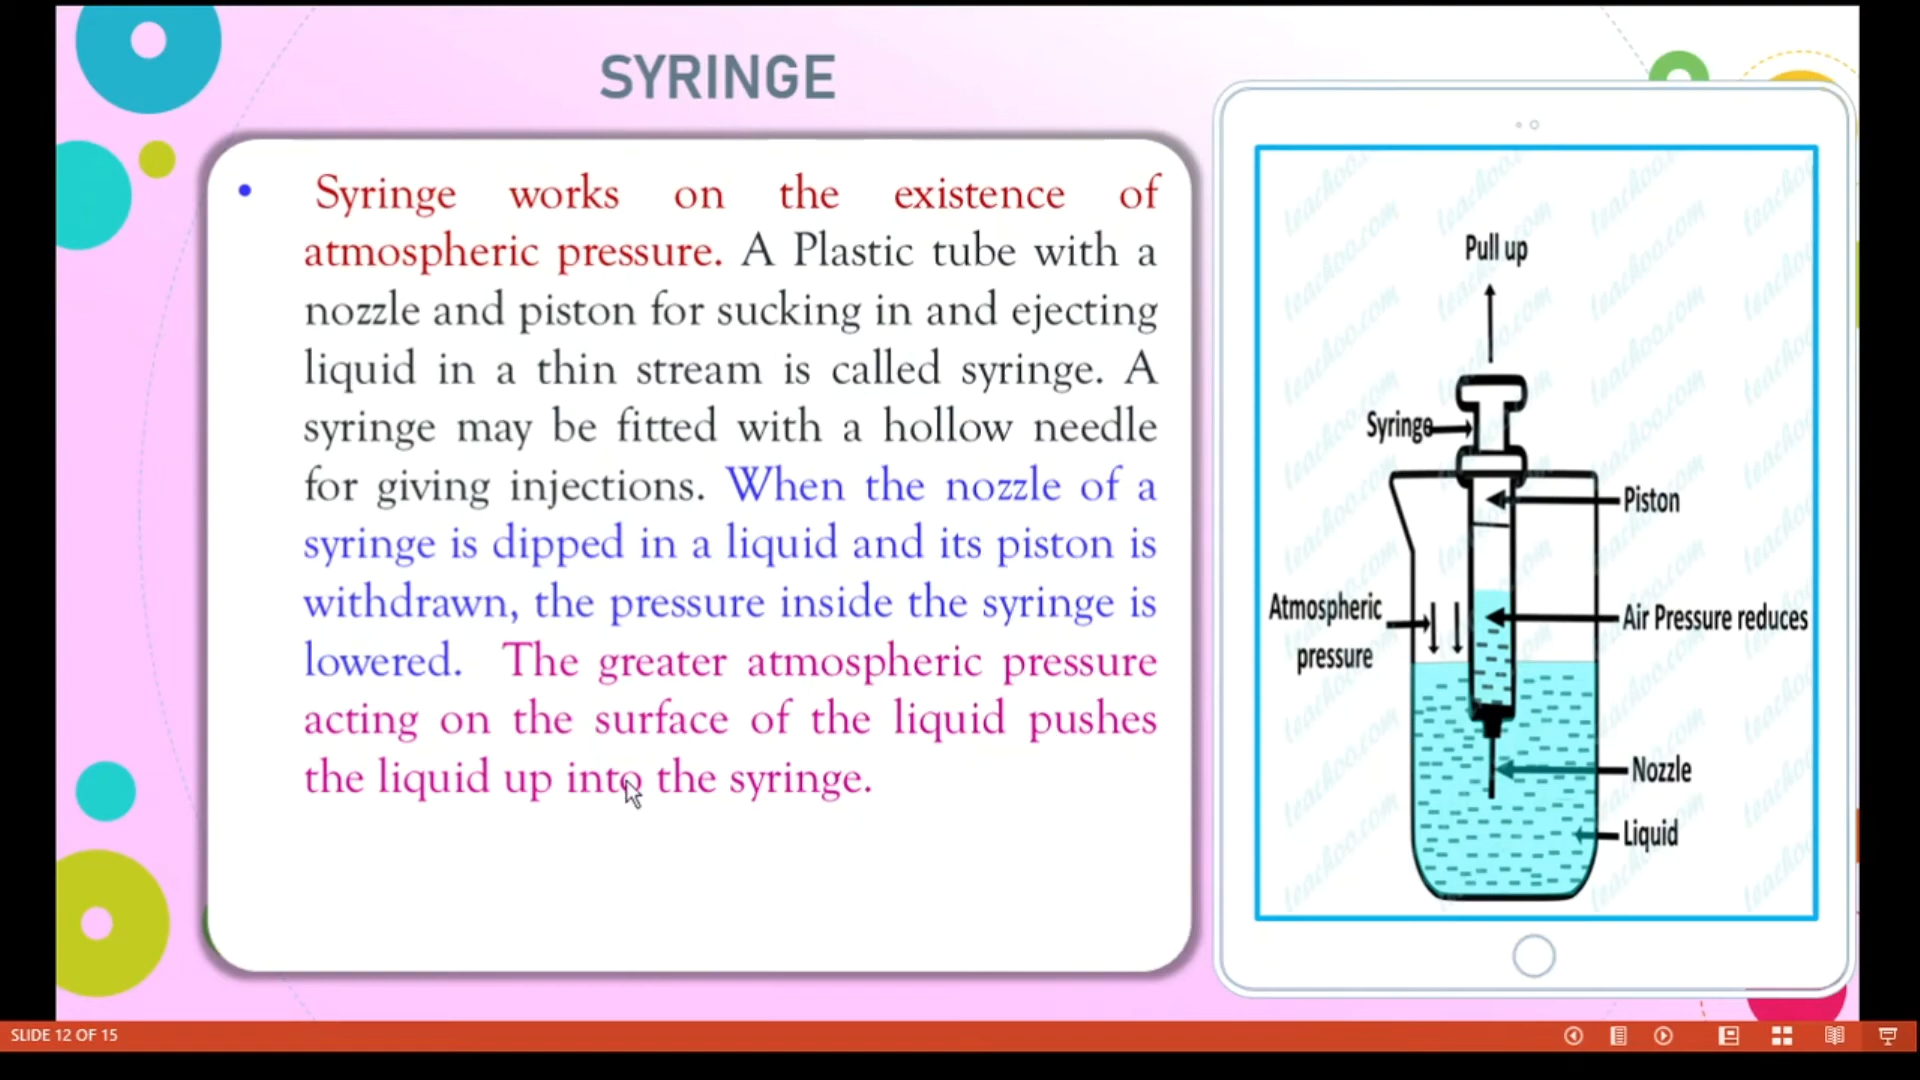 SYRINGE
• Syringe works on the existence of
atmospheric pressure. A Plastic tube with a
nozzle and piston for sucking in and ejecting
liquid in a thin stream is called syringe. A
syringe may be fitted with a hollow needle
for giving injections. When the nozzle of a
syringe is dipped in a liquid and its piston is
withdrawn, the pressure inside the syringe is
lowered. The greater atmospheric pressure
acting on the surface of the liquid pushes
the liquid up into the syringe.
Pull up
Syringe
Piston
Atmospheric
pressure
Air Pressure reduces
Nozzle
Liquid
teachoo.com
SLIDE 12 OF 15